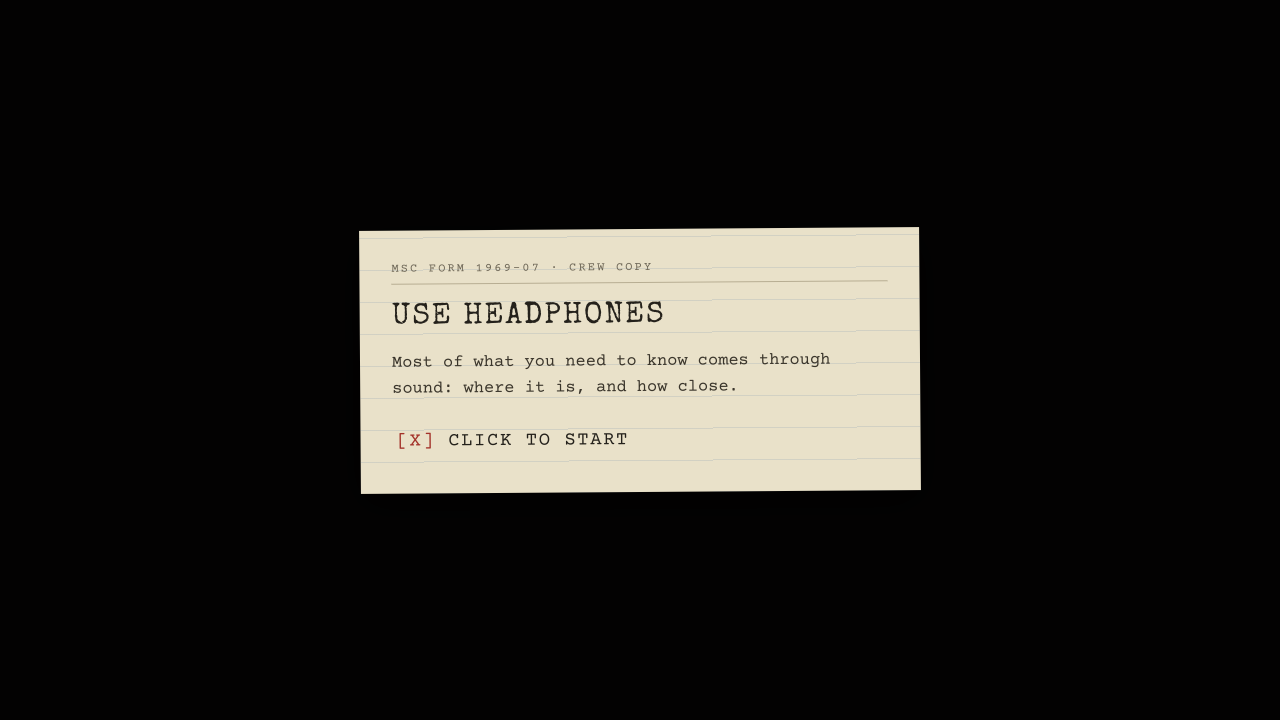 MSC FORM 1969-07 · CREW COPY
USE HEADPHONES
Most of what you need to know comes through
sound: where it is, and how close.
[X] CLICK TO START